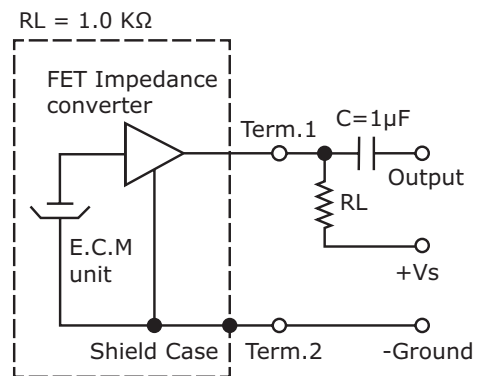 RL = 1.0 KΩ
FET Impedance
converter
Term.1
C=1µF
Output
RL
E.C.M
unit
+Vs
Shield Case
Term.2
-Ground